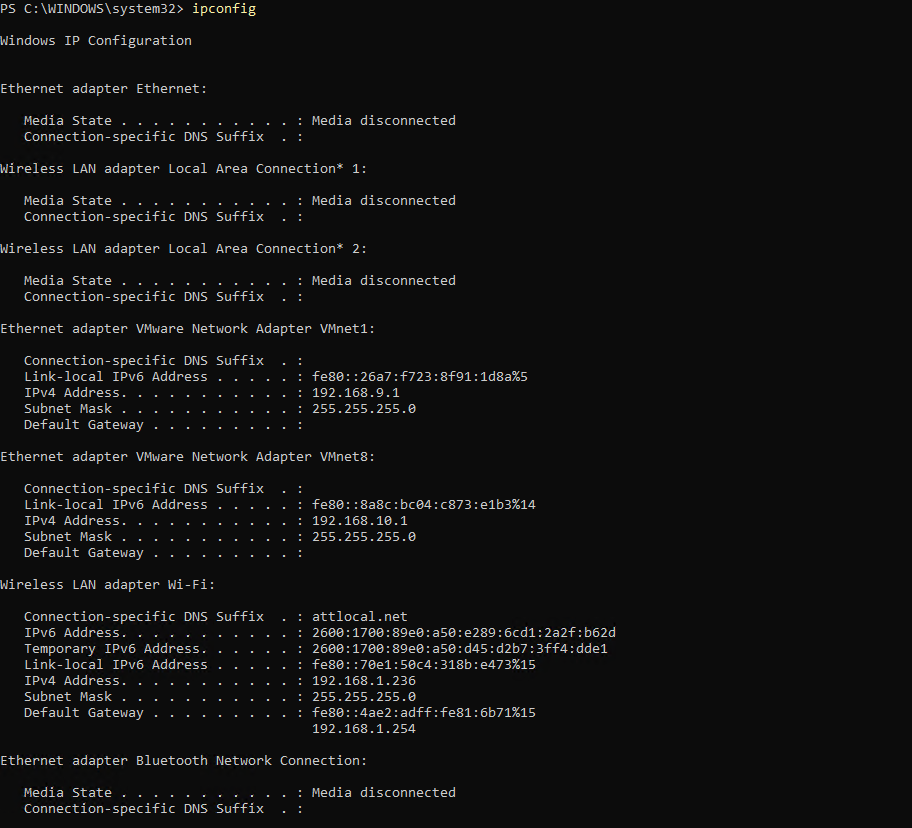 PS C:\WINDOWS\system32> ipconfig
Windows IP Configuration
Ethernet adapter Ethernet:
Media State . . . . . . . . . . . : Media disconnected
Connection-specific DNS Suffix  . :
Wireless LAN adapter Local Area Connection* 1:
Media State . . . . . . . . . . . : Media disconnected
Connection-specific DNS Suffix  . :
Wireless LAN adapter Local Area Connection* 2:
Media State . . . . . . . . . . . : Media disconnected
Connection-specific DNS Suffix  . :
Ethernet adapter VMware Network Adapter VMnet1:
Connection-specific DNS Suffix  . :
Link-local IPv6 Address . . . . . : fe80::26a7:f723:8f91:1d8a%5
IPv4 Address. . . . . . . . . . . : 192.168.9.1
Subnet Mask . . . . . . . . . . . : 255.255.255.0
Default Gateway . . . . . . . . . :
Ethernet adapter VMware Network Adapter VMnet8:
Connection-specific DNS Suffix  . :
Link-local IPv6 Address . . . . . : fe80::8a8c:bc04:c873:e1b3%14
IPv4 Address. . . . . . . . . . . : 192.168.10.1
Subnet Mask . . . . . . . . . . . : 255.255.255.0
Default Gateway . . . . . . . . . :
Wireless LAN adapter Wi-Fi:
Connection-specific DNS Suffix  . : attlocal.net
IPv6 Address. . . . . . . . . . . : 2600:1700:89e0:a50:e289:6cd1:2a2f:b62d
Temporary IPv6 Address. . . . . . : 2600:1700:89e0:a50:d45:d2b7:3ff4:dde1
Link-local IPv6 Address . . . . . : fe80::70e1:50c4:318b:e473%15
IPv4 Address. . . . . . . . . . . : 192.168.1.236
Subnet Mask . . . . . . . . . . . : 255.255.255.0
Default Gateway . . . . . . . . . : fe80::4ae2:adff:fe81:6b71%15
192.168.1.254
Ethernet adapter Bluetooth Network Connection:
Media State . . . . . . . . . . . : Media disconnected
Connection-specific DNS Suffix  . :